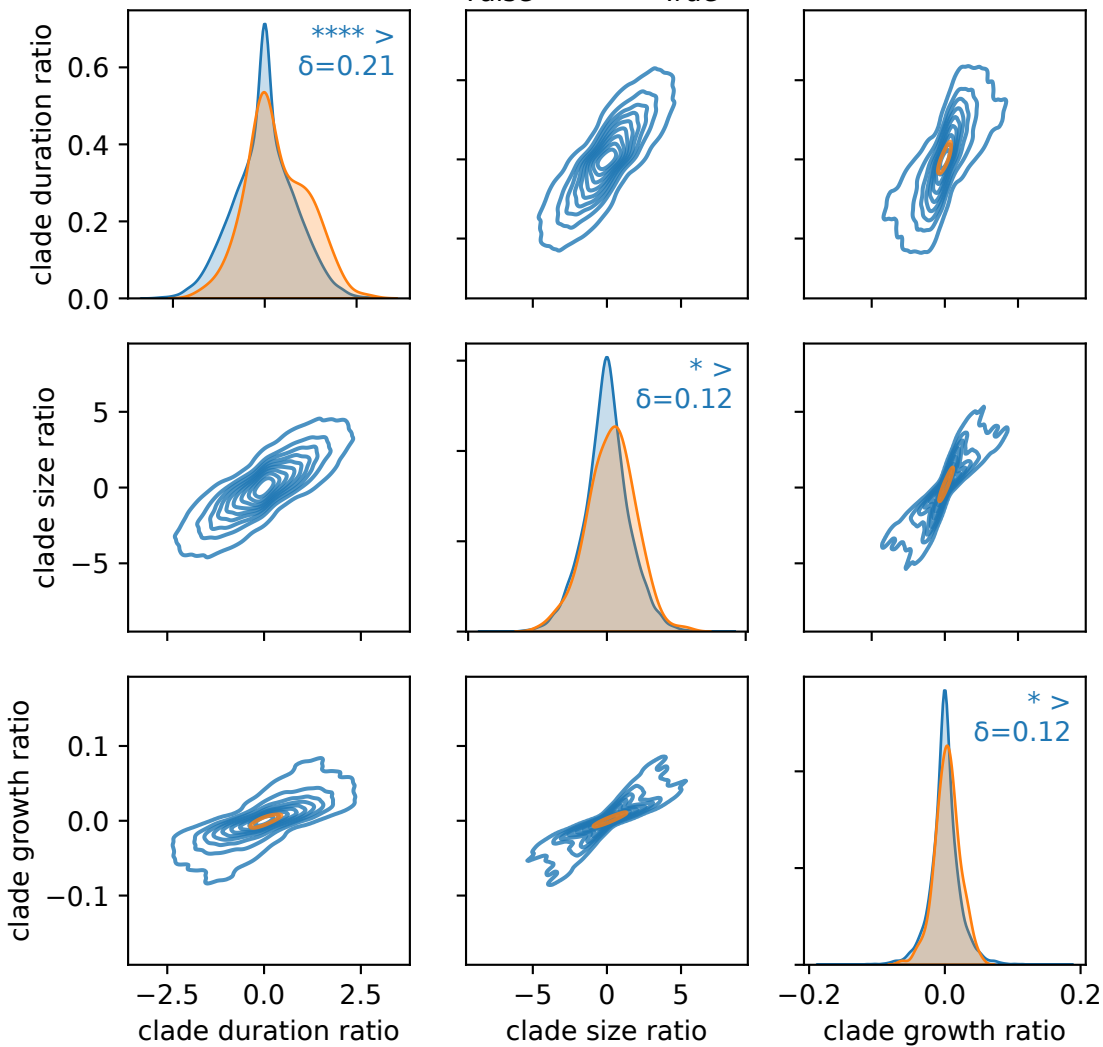 **** >
δ=0.21
clade duration ratio
0.6
0.4
0.2
0.0
* >
δ=0.12
clade size ratio
5
0
−5
* >
δ=0.12
clade growth ratio
0.1
0.0
−0.1
−2.5 0.0 2.5
−5 0 5
−0.2 0.0 0.2
clade duration ratio
clade size ratio
clade growth ratio